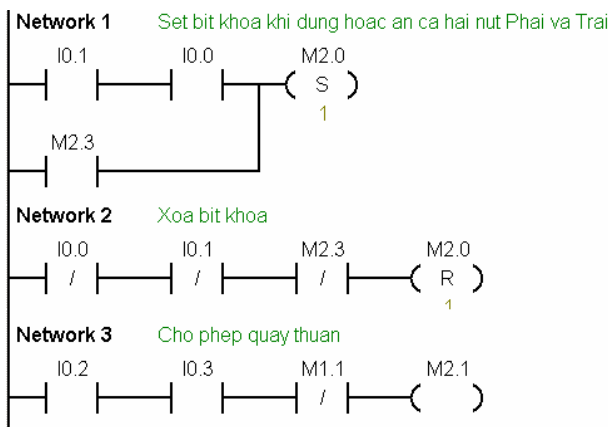 Network 1 Set bit khoa khi dung hoac an ca hai nut Phai va Trai
I0.1 I0.0 M2.0
S
1
M2.3
Network 2 Xoa bit khoa
I0.0 I0.1 M2.3 M2.0
/ / / R
1
Network 3 Cho phep quay thuan
I0.2 I0.3 M1.1 M2.1
/